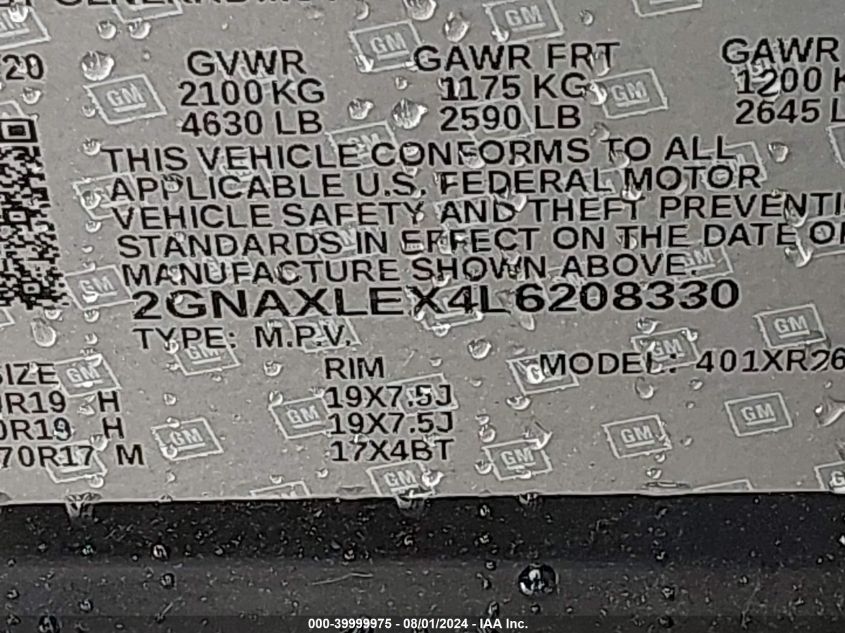 /20 GVWR GAWR FRT GAWR
2100 KG 1175 KG 1200 K
4630 LB 2590 LB 2645 L
THIS VEHICLE CONFORMS TO ALL
APPLICABLE U.S. FEDERAL MOTOR
VEHICLE SAFETY AND THEFT PREVENTI
STANDARDS IN EFFECT ON THE DATE OF
MANUFACTURE SHOWN ABOVE.
2GNAXLEX4L6208330
TYPE: M.P.V.
SIZE RIM MODEL: 401XR26
R19 H 19X7.5J
0R19 H 19X7.5J
70R17 M 17X4BT
GM
000-39999975 - 08/01/2024 - IAA Inc.